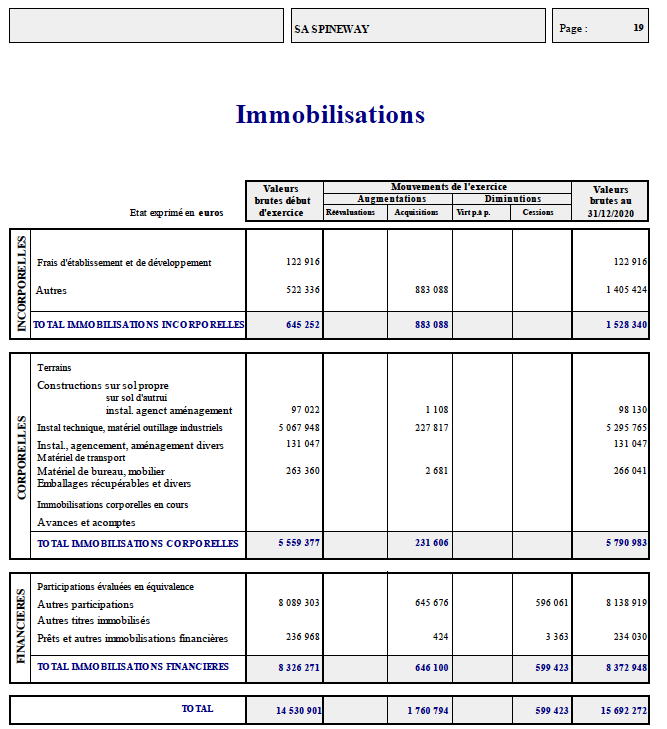 SA SPINEWAY
Page : 19
Immobilisations
Etat exprimé en euros
Valeurs brutes début d'exercice
Mouvements de l'exercice
Augmentations
Diminutions
Réévaluations
Acquisitions
Virt p.à p.
Cessions
Valeurs brutes au 31/12/2020
INCORPORELLES
Frais d'établissement et de développement 122 916 122 916
Autres 522 336 883 088 1 405 424
TOTAL IMMOBILISATIONS INCORPORELLES 645 252 883 088 1 528 340
CORPORELLES
Terrains
Constructions sur sol propre
sur sol d'autrui
instal. agenct aménagement 97 022 1 108 98 130
Instal technique, matériel outillage industriels 5 067 948 227 817 5 295 765
Instal., agencement, aménagement divers 131 047 131 047
Matériel de transport
Matériel de bureau, mobilier 263 360 2 681 266 041
Emballages récupérables et divers
Immobilisations corporelles en cours
Avances et acomptes
TOTAL IMMOBILISATIONS CORPORELLES 5 559 377 231 606 5 790 983
FINANCIERES
Participations évaluées en équivalence
Autres participations 8 089 303 645 676 596 061 8 138 919
Autres titres immobilisés
Prêts et autres immobilisations financières 236 968 424 3 363 234 030
TOTAL IMMOBILISATIONS FINANCIERES 8 326 271 646 100 599 423 8 372 948
TOTAL 14 530 901 1 760 794 599 423 15 692 272